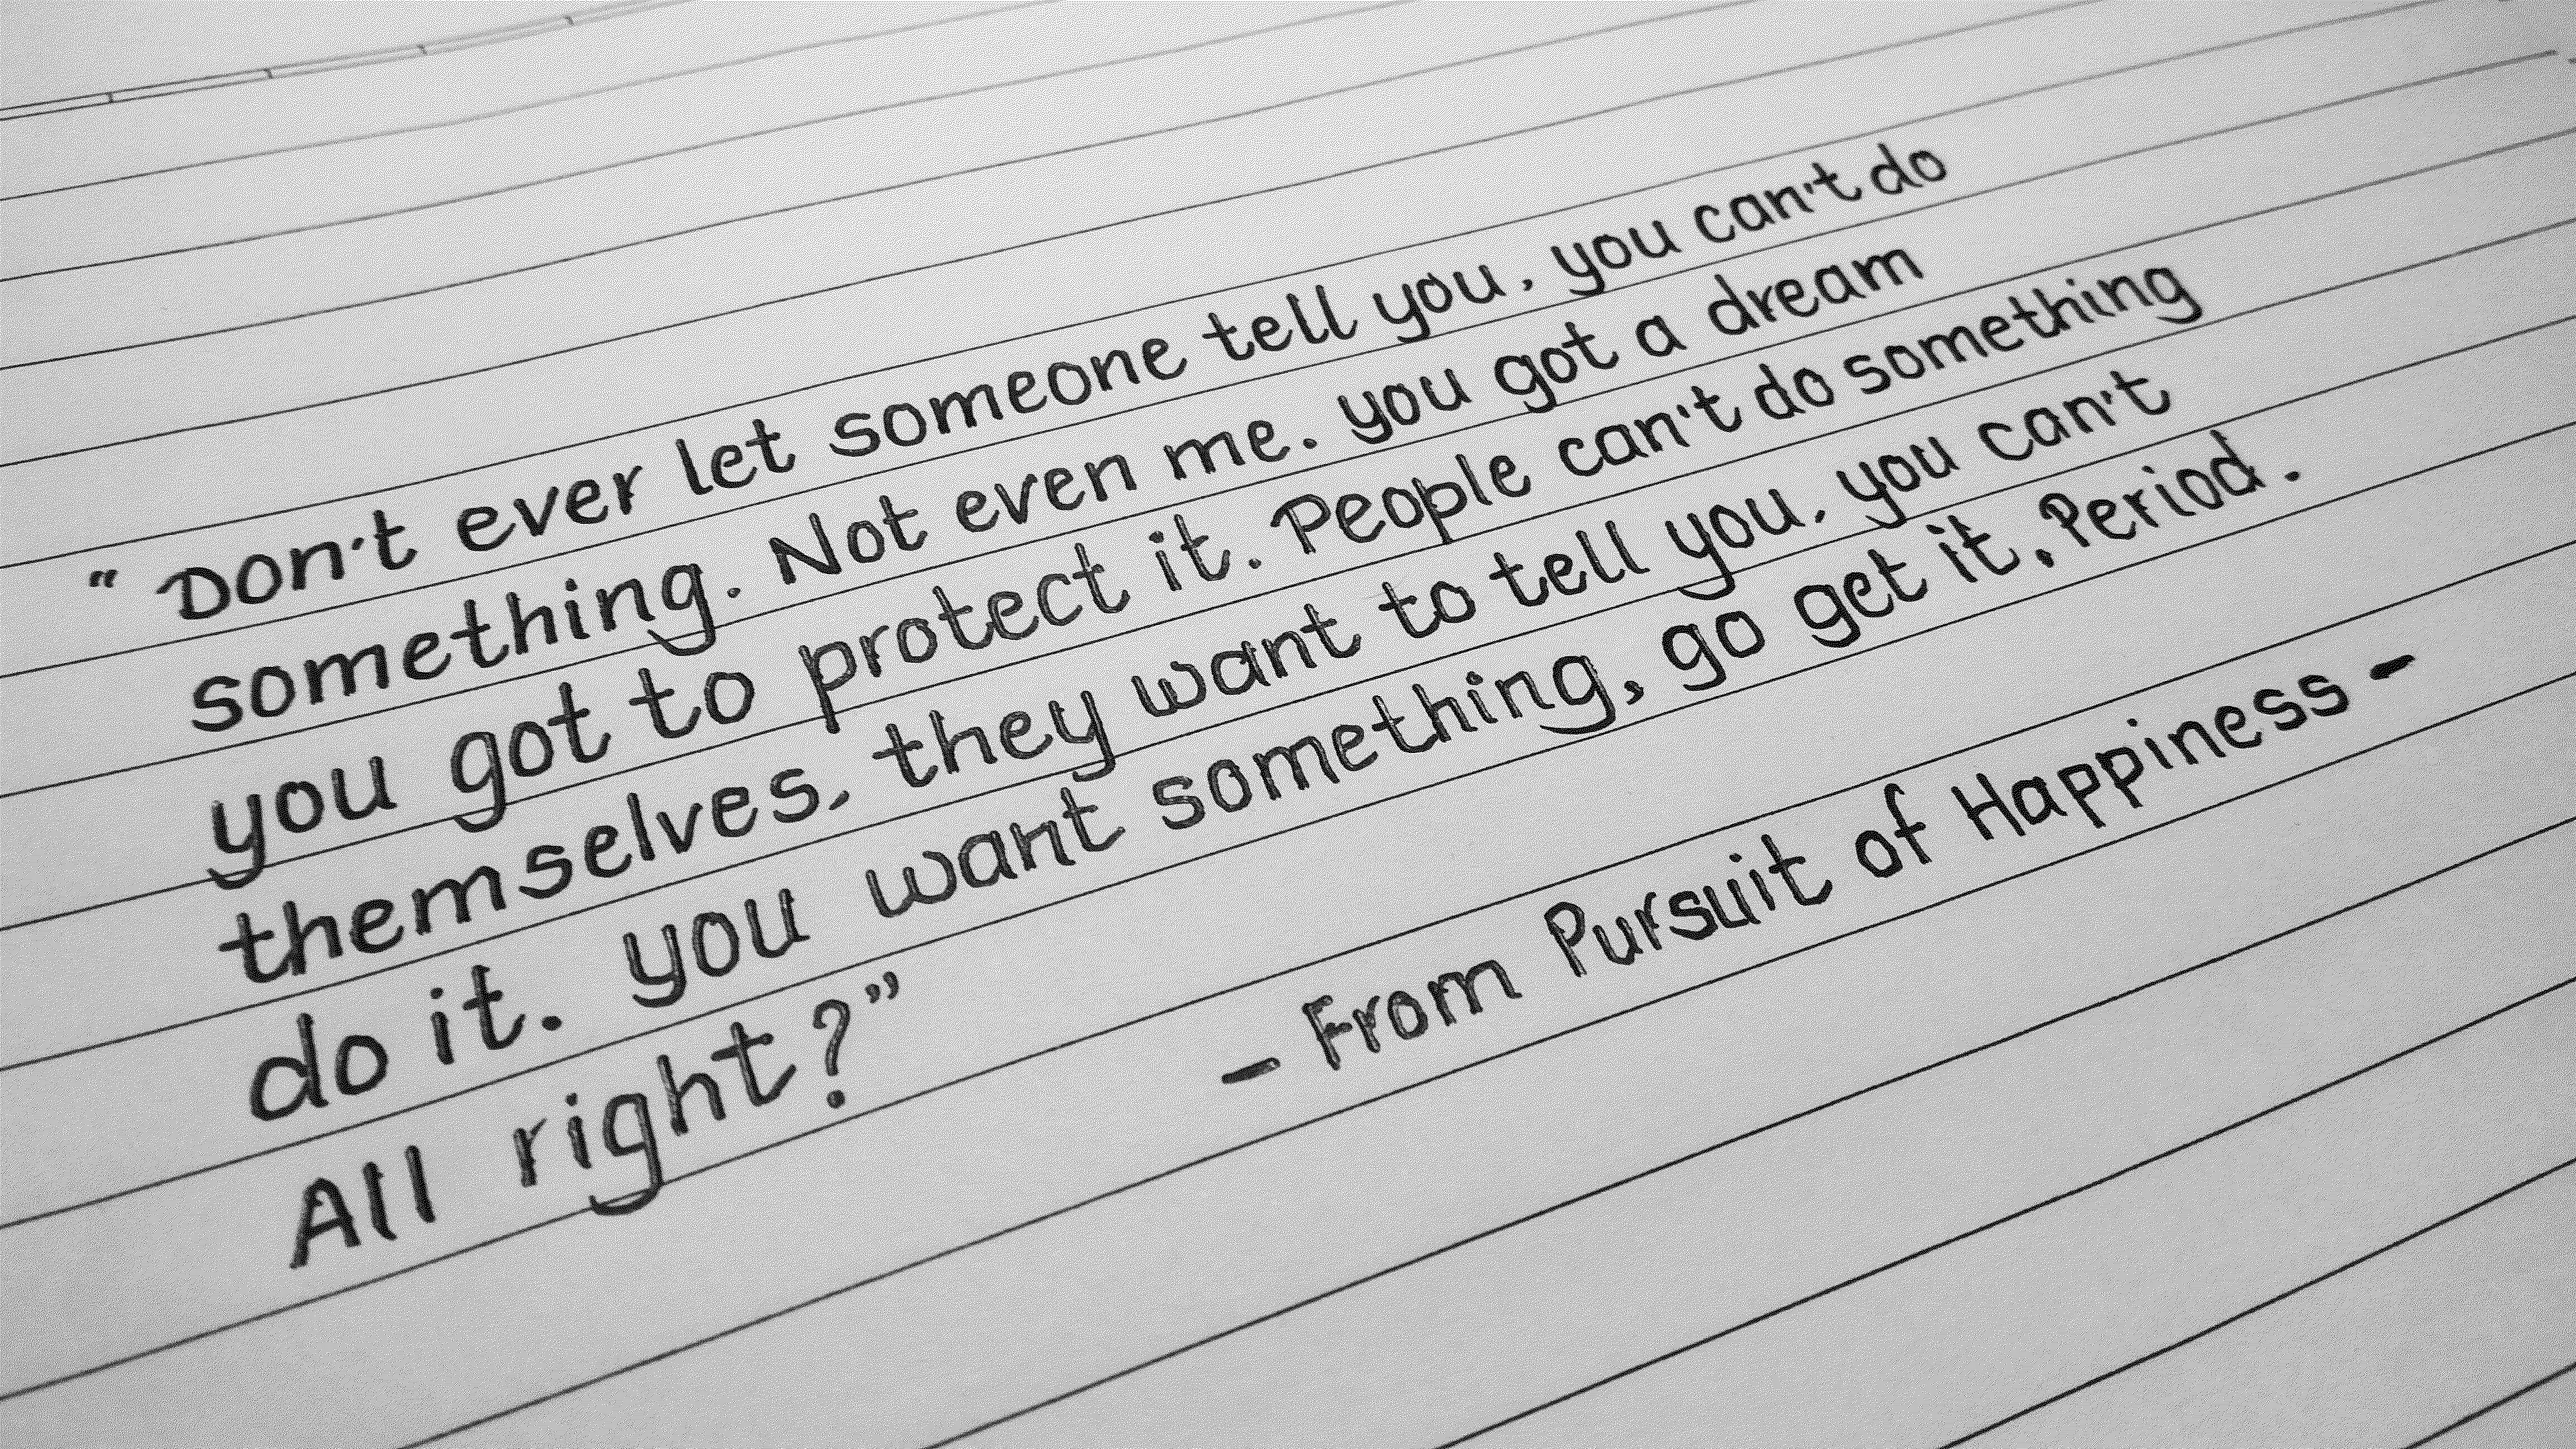 “ Don't ever let someone tell you, you can't do
something. Not even me. you got a dream
you got to protect it. People can't do something
themselves, they want to tell you, you can't
do it. you want something, go get it, Period.
All right?”
- From Pursuit of Happiness -